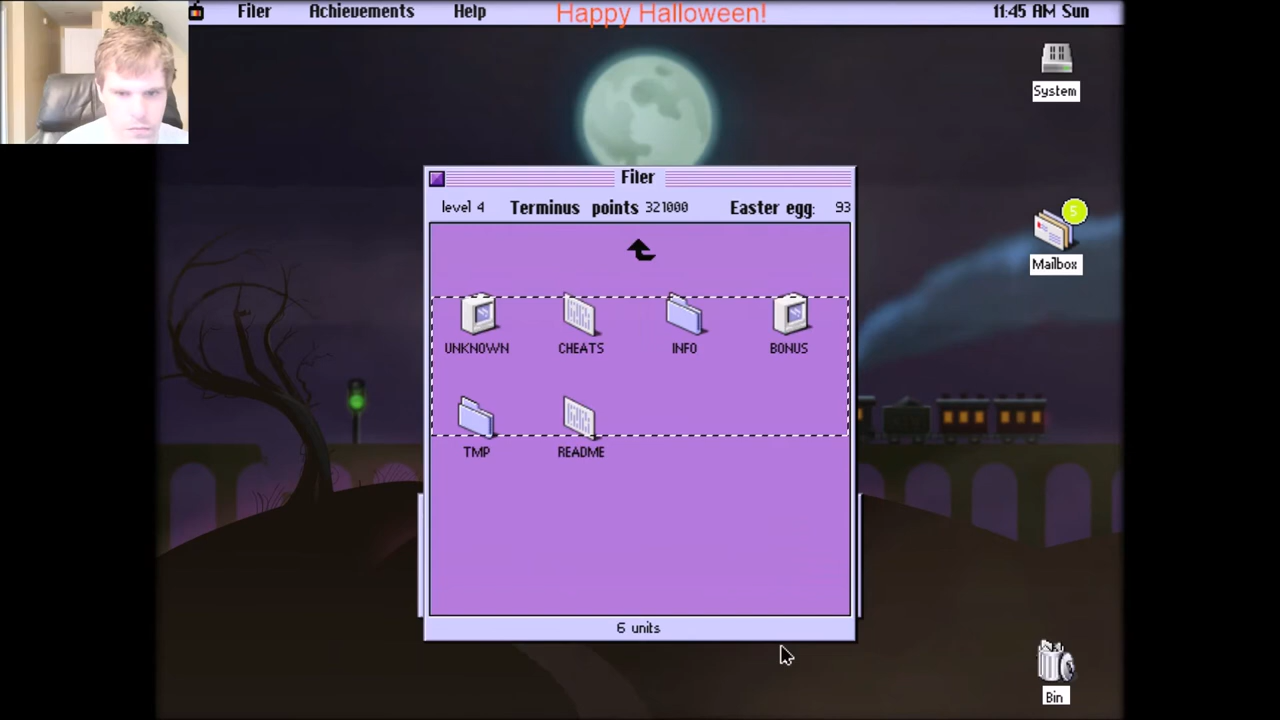 Filer Achievements Help Happy Halloween! 11:45 AM Sun
System
5
Mailbox
Filer
level 4 Terminus points 321000 Easter egg: 93
UNKNOWN CHEATS INFO BONUS
TMP README
6 units
Bin